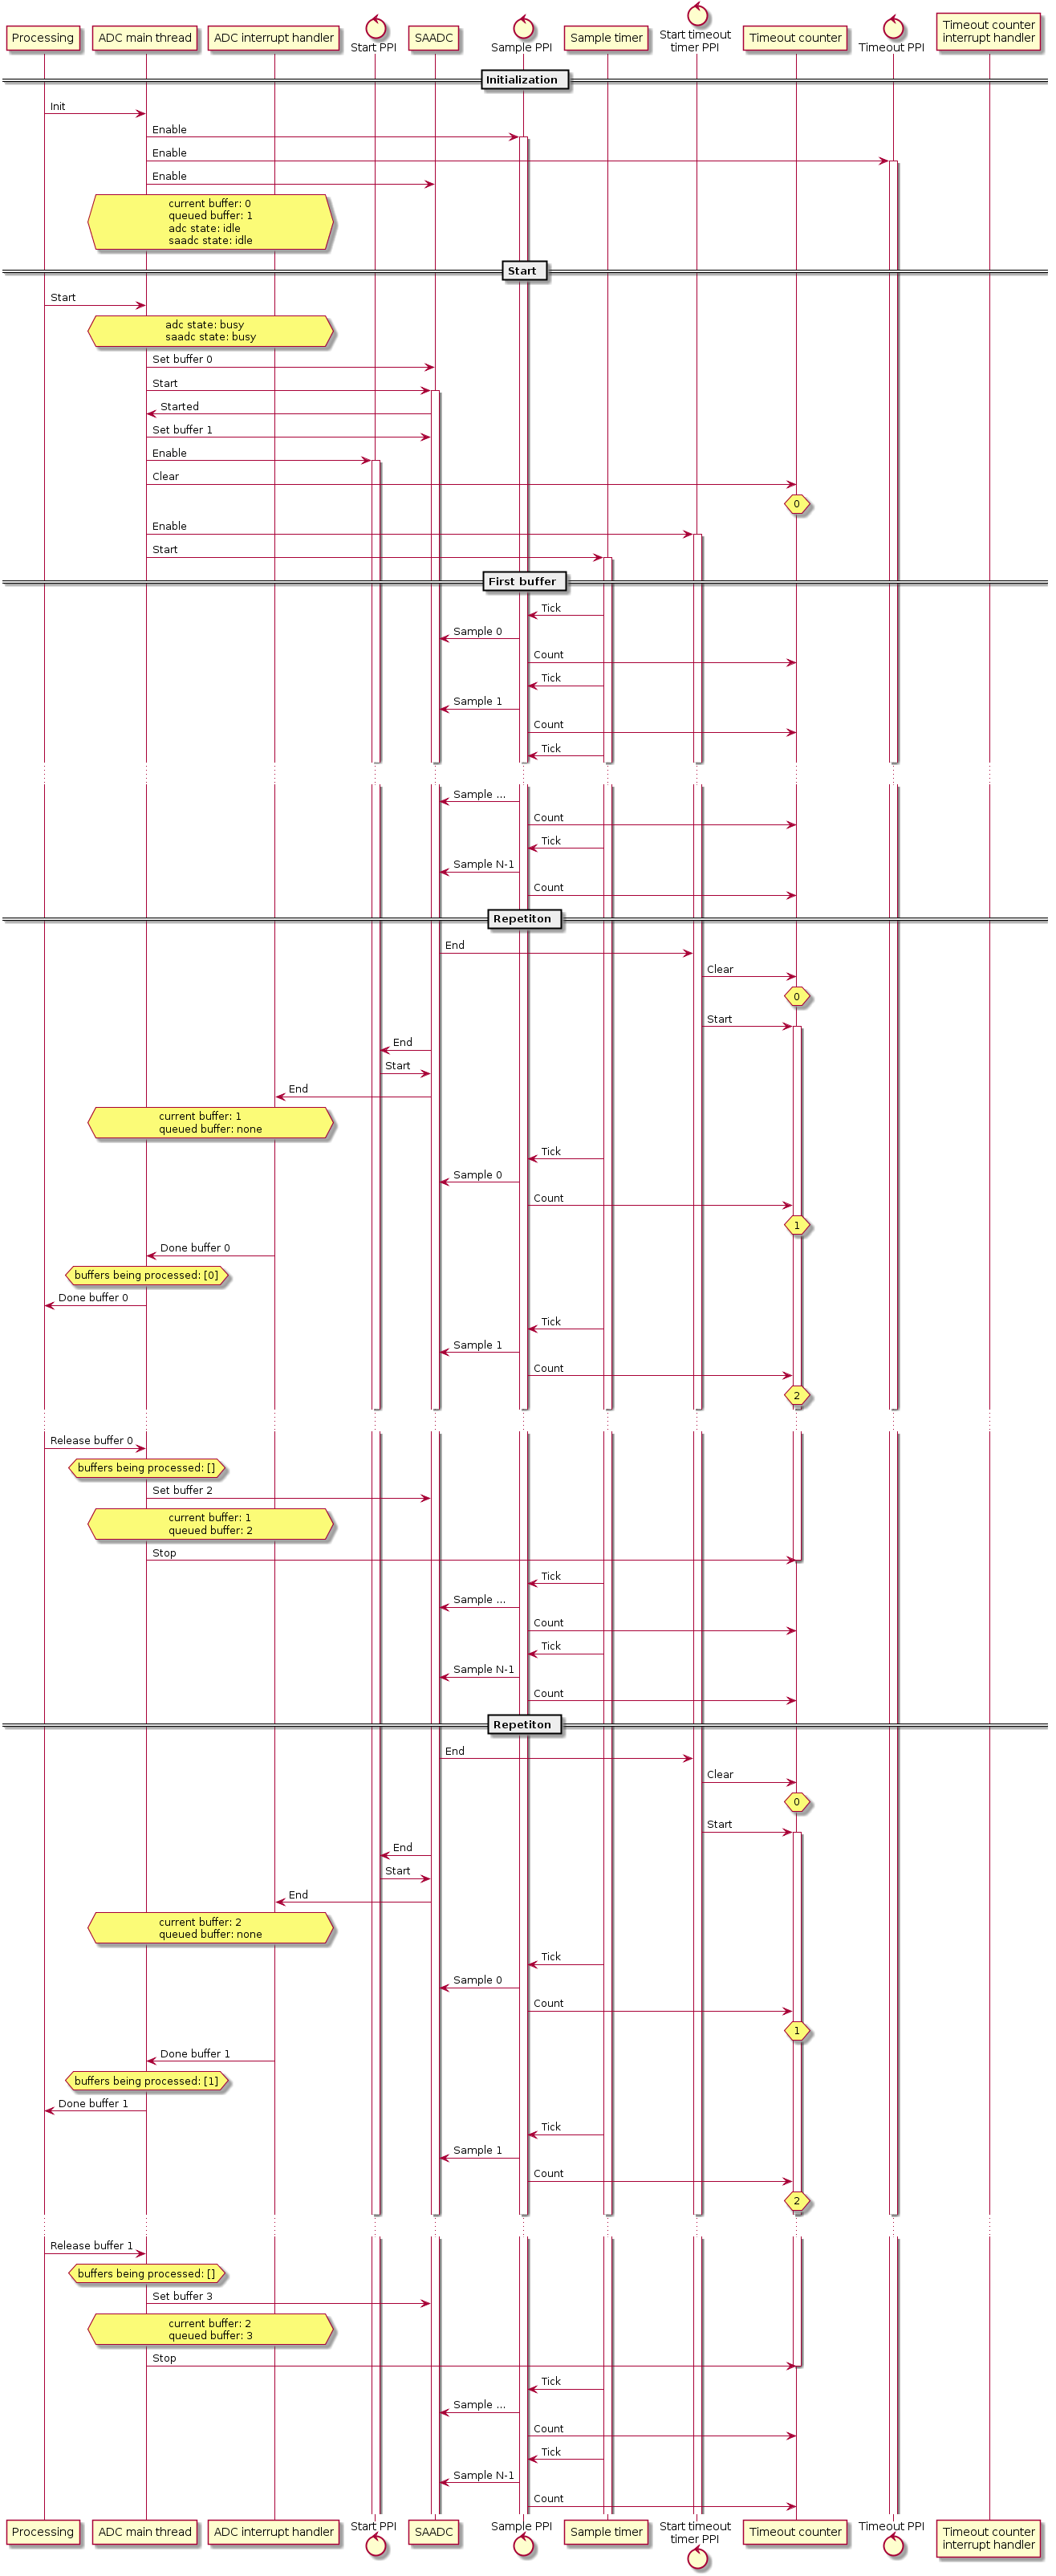 Processing
ADC main thread
ADC interrupt handler
Start PPI
SAADC
Sample PPI
Sample timer
Start timeout
timer PPI
Timeout counter
Timeout PPI
Timeout counter
interrupt handler
Initialization
Init
Enable
Enable
Enable
current buffer: 0
queued buffer: 1
adc state: idle
saadc state: idle
Start
Start
adc state: busy
saadc state: busy
Set buffer 0
Start
Started
Set buffer 1
Enable
Clear
0
Enable
Start
First buffer
Tick
Sample 0
Count
Tick
Sample 1
Count
Tick
Sample ...
Count
Tick
Sample N-1
Count
Repetiton
End
Clear
0
Start
End
Start
End
current buffer: 1
queued buffer: none
Tick
Sample 0
Count
1
Done buffer 0
buffers being processed: [0]
Done buffer 0
Tick
Sample 1
Count
2
Release buffer 0
buffers being processed: []
Set buffer 2
current buffer: 1
queued buffer: 2
Stop
Tick
Sample ...
Count
Tick
Sample N-1
Count
Repetiton
End
Clear
0
Start
End
Start
End
current buffer: 2
queued buffer: none
Tick
Sample 0
Count
1
Done buffer 1
buffers being processed: [1]
Done buffer 1
Tick
Sample 1
Count
2
Release buffer 1
buffers being processed: []
Set buffer 3
current buffer: 2
queued buffer: 3
Stop
Tick
Sample ...
Count
Tick
Sample N-1
Count
Processing
ADC main thread
ADC interrupt handler
Start PPI
SAADC
Sample PPI
Sample timer
Start timeout
timer PPI
Timeout counter
Timeout PPI
Timeout counter
interrupt handler